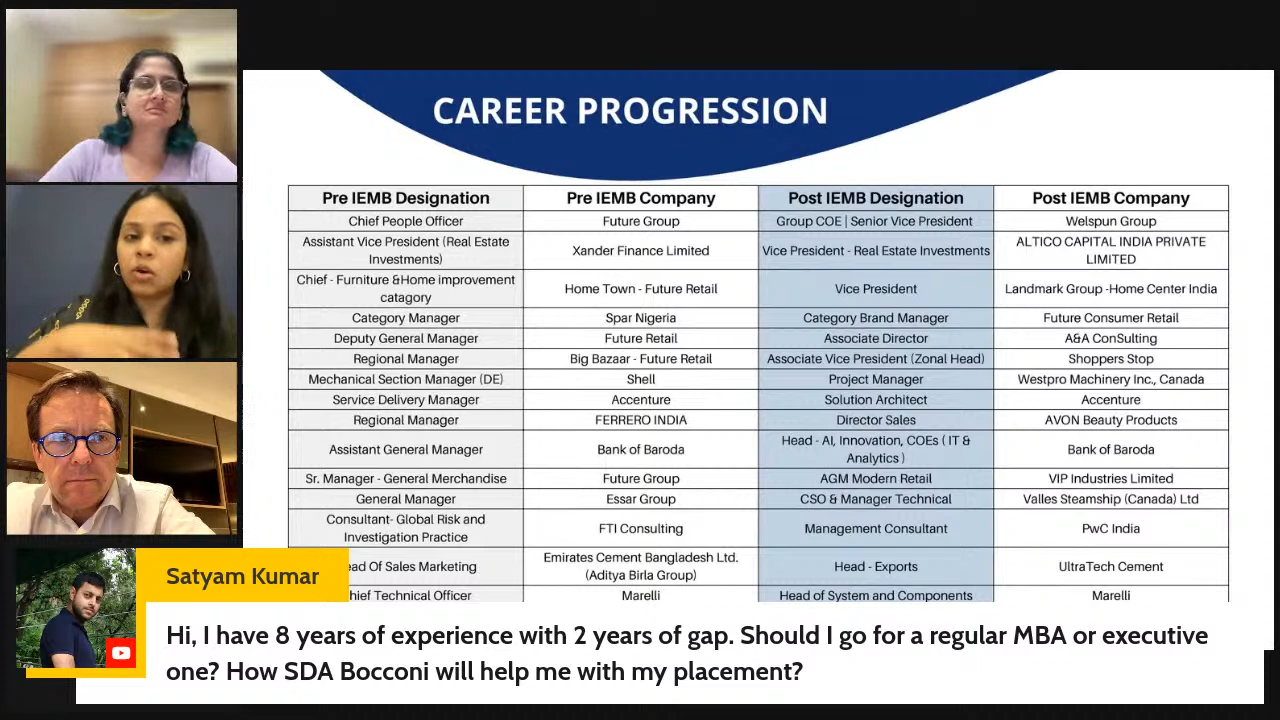 CAREER PROGRESSION
Pre IEMB Designation Pre IEMB Company Post IEMB Designation Post IEMB Company
Chief People Officer Future Group Group COE | Senior Vice President Welspun Group
Assistant Vice President (Real Estate Investments) Xander Finance Limited Vice President - Real Estate Investments ALTICO CAPITAL INDIA PRIVATE LIMITED
Chief - Furniture &Home improvement catagory Home Town - Future Retail Vice President Landmark Group -Home Center India
Category Manager Spar Nigeria Category Brand Manager Future Consumer Retail
Deputy General Manager Future Retail Associate Director A&A ConSulting
Regional Manager Big Bazaar - Future Retail Associate Vice President (Zonal Head) Shoppers Stop
Mechanical Section Manager (DE) Shell Project Manager Westpro Machinery Inc., Canada
Service Delivery Manager Accenture Solution Architect Accenture
Regional Manager FERRERO INDIA Director Sales AVON Beauty Products
Assistant General Manager Bank of Baroda Head - AI, Innovation, COEs ( IT & Analytics ) Bank of Baroda
Sr. Manager - General Merchandise Future Group AGM Modern Retail VIP Industries Limited
General Manager Essar Group CSO & Manager Technical Valles Steamship (Canada) Ltd
Consultant- Global Risk and Investigation Practice FTI Consulting Management Consultant PwC India
ead Of Sales Marketing Emirates Cement Bangladesh Ltd. (Aditya Birla Group) Head - Exports UltraTech Cement
hief Technical Officer Marelli Head of System and Components Marelli
Satyam Kumar
Hi, I have 8 years of experience with 2 years of gap. Should I go for a regular MBA or executive
one? How SDA Bocconi will help me with my placement?